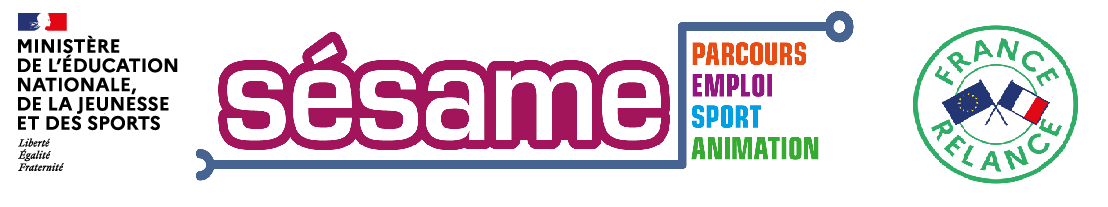 MINISTÈRE
DE L'ÉDUCATION
NATIONALE,
DE LA JEUNESSE
ET DES SPORTS
Liberté
Égalité
Fraternité
sésame
PARCOURS
EMPLOI
SPORT
ANIMATION
FRANCE
RELANCE